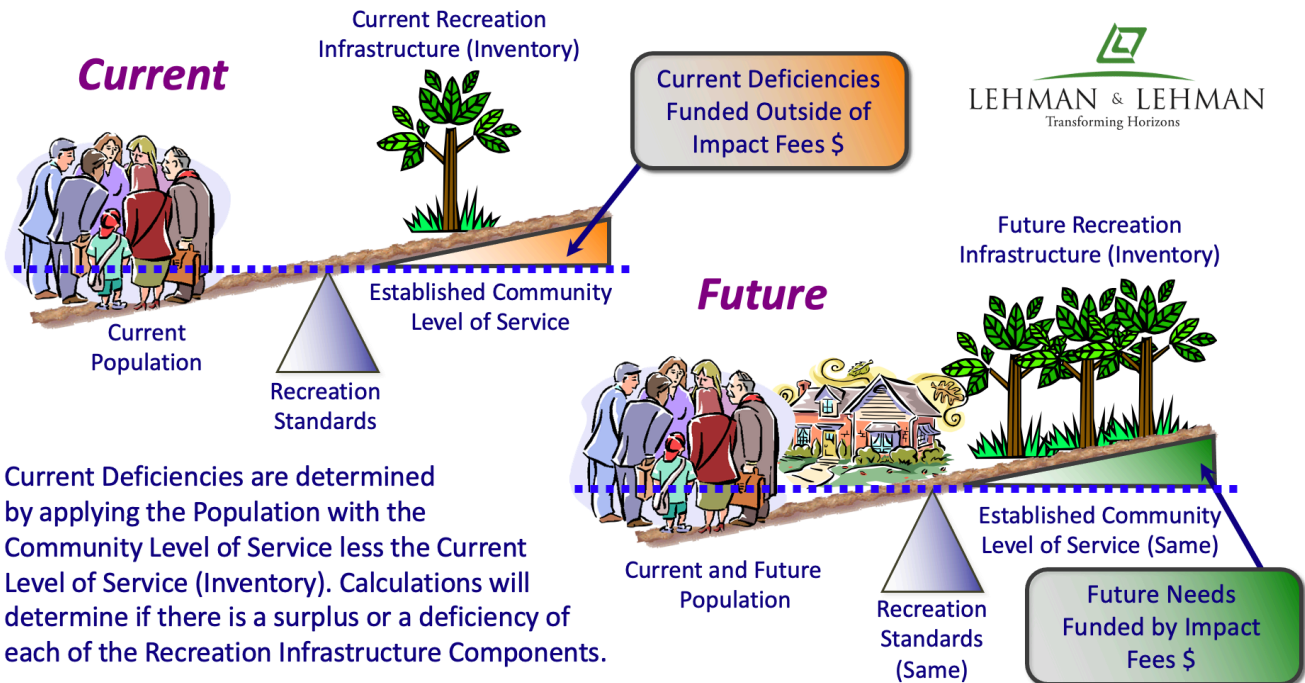 Current
Current Recreation
Infrastructure (Inventory)
Current Deficiencies
Funded Outside of
Impact Fees $
LEHMAN & LEHMAN
Transforming Horizons
Current
Population
Recreation
Standards
Established Community
Level of Service
Future
Future Recreation
Infrastructure (Inventory)
Current and Future
Population
Recreation
Standards
(Same)
Established Community
Level of Service (Same)
Future Needs
Funded by Impact
Fees $
Current Deficiencies are determined
by applying the Population with the
Community Level of Service less the Current
Level of Service (Inventory). Calculations will
determine if there is a surplus or a deficiency of
each of the Recreation Infrastructure Components.